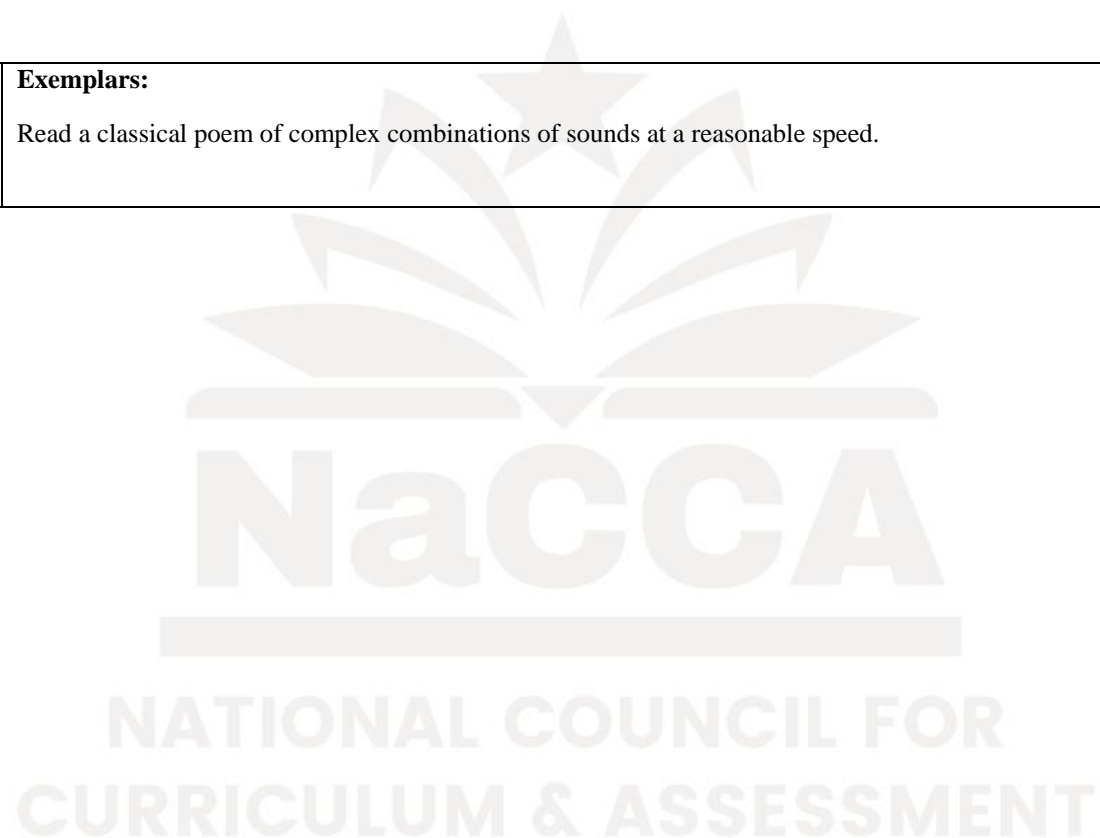 Exemplars:
Read a classical poem of complex combinations of sounds at a reasonable speed.
NaCCA
NATIONAL COUNCIL FOR
CURRICULUM & ASSESSMENT